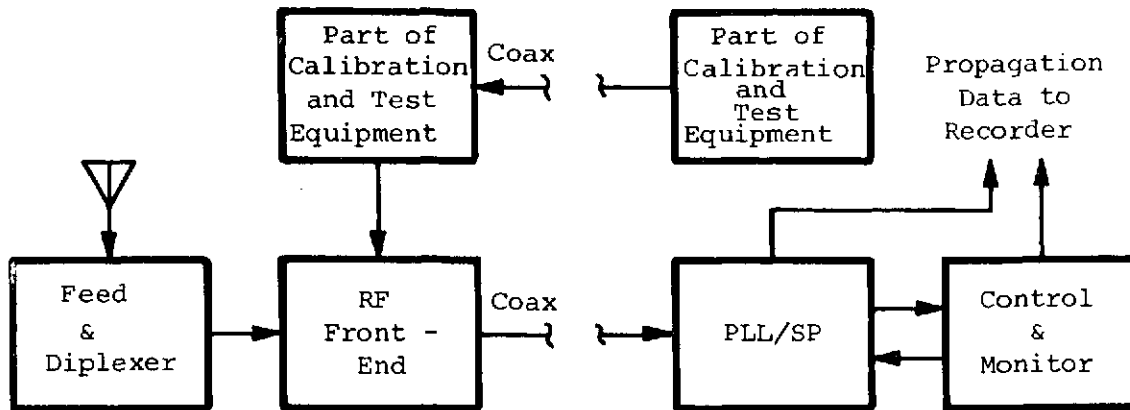 Part of
Calibration
and Test
Equipment
Coax
Part of
Calibration
and
Test
Equipment
Propagation
Data to
Recorder
Feed
&
Diplexer
RF
Front -
End
Coax
PLL/SP
Control
&
Monitor